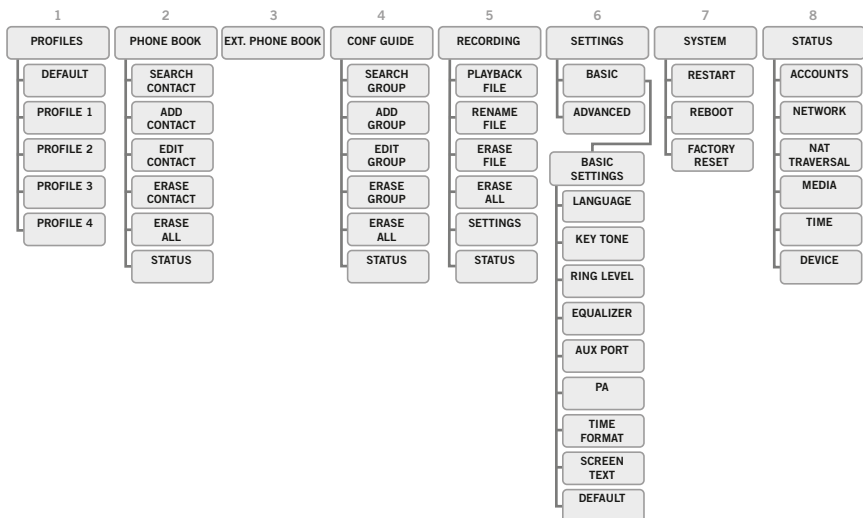 1
2
3
4
5
6
7
8
PROFILES
PHONE BOOK
EXT. PHONE BOOK
CONF GUIDE
RECORDING
SETTINGS
SYSTEM
STATUS
DEFAULT
PROFILE 1
PROFILE 2
PROFILE 3
PROFILE 4
SEARCH
CONTACT
ADD
CONTACT
EDIT
CONTACT
ERASE
CONTACT
ERASE
ALL
STATUS
SEARCH
GROUP
ADD
GROUP
EDIT
GROUP
ERASE
GROUP
ERASE
ALL
STATUS
PLAYBACK
FILE
RENAME
FILE
ERASE
FILE
ERASE
ALL
SETTINGS
STATUS
BASIC
ADVANCED
BASIC
SETTINGS
LANGUAGE
KEY TONE
RING LEVEL
EQUALIZER
AUX PORT
PA
TIME
FORMAT
SCREEN
TEXT
DEFAULT
RESTART
REBOOT
FACTORY
RESET
ACCOUNTS
NETWORK
NAT
TRAVERSAL
MEDIA
TIME
DEVICE